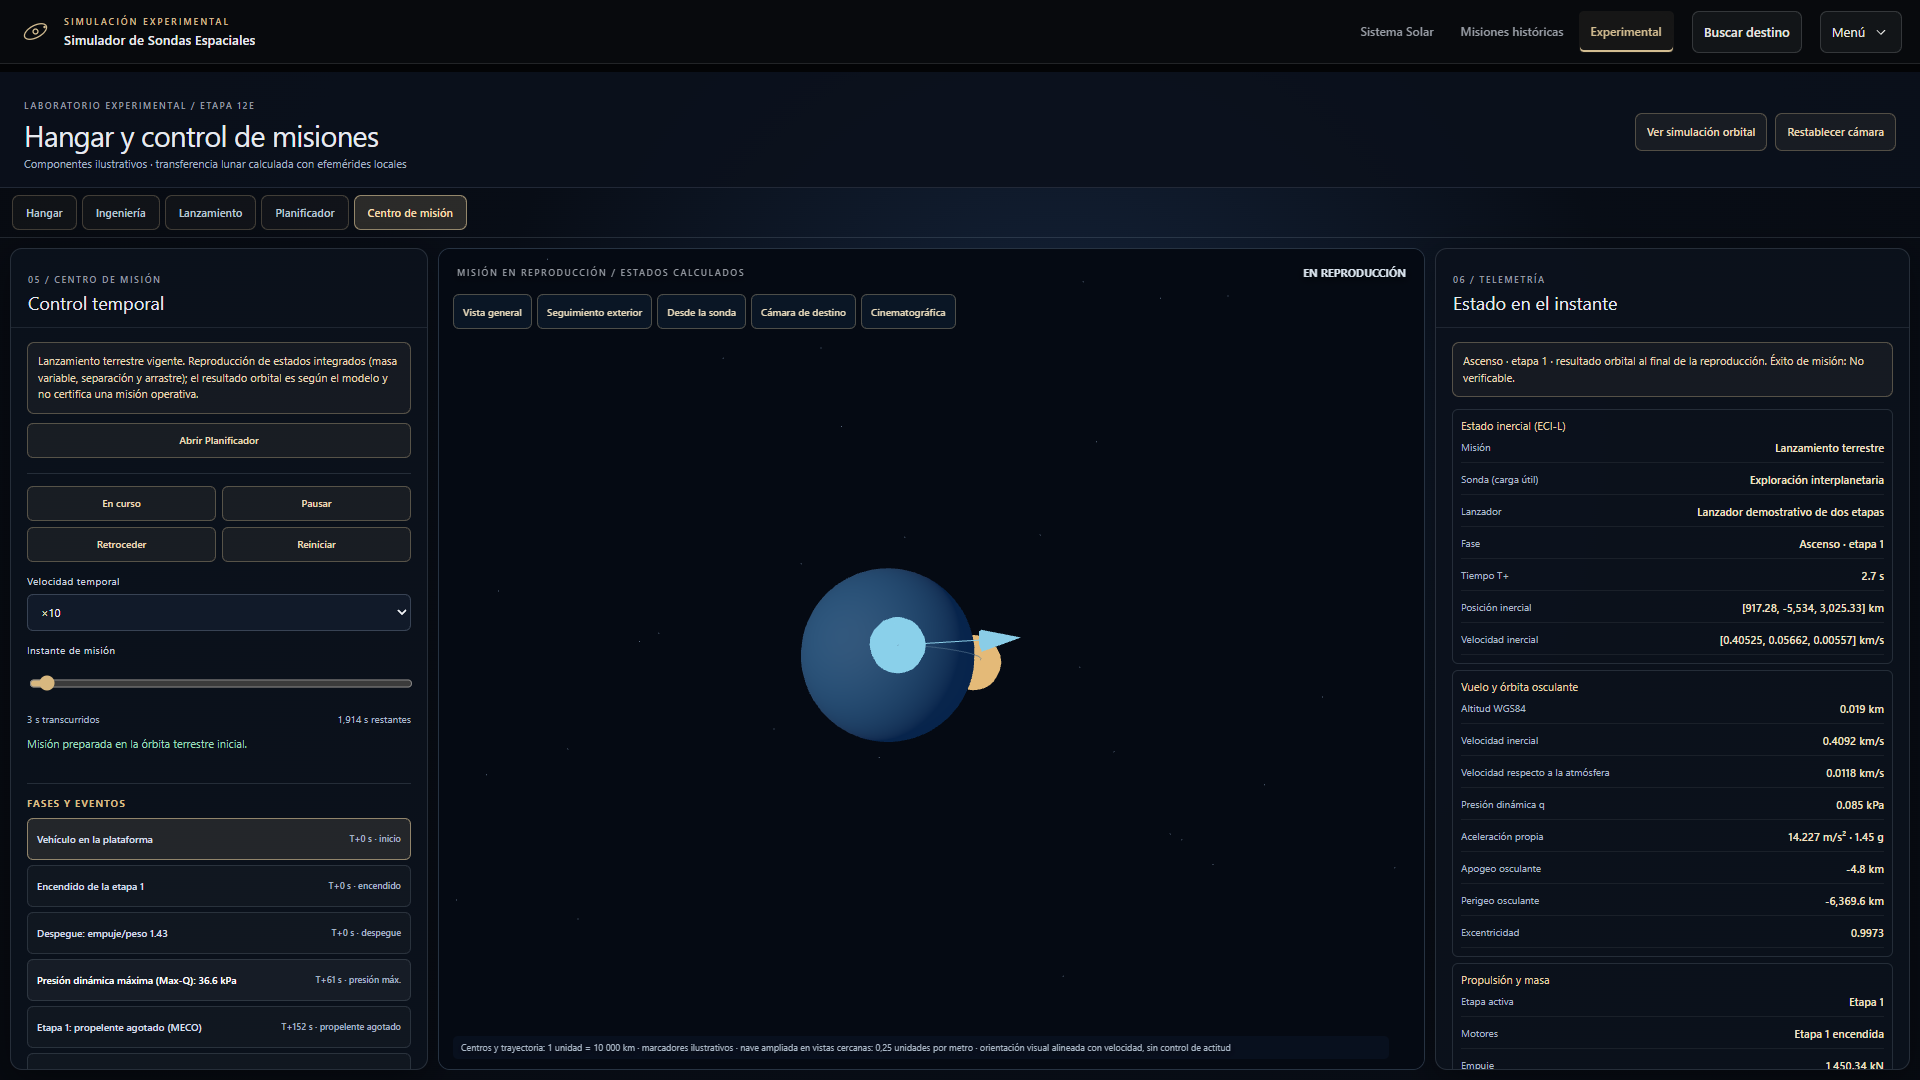 SIMULACIÓN EXPERIMENTAL
Simulador de Sondas Espaciales
Sistema Solar
Misiones históricas
Experimental
Buscar destino
Menú
LABORATORIO EXPERIMENTAL / ETAPA 12E
Hangar y control de misiones
Componentes ilustrativos · transferencia lunar calculada con efemérides locales
Ver simulación orbital
Restablecer cámara
Hangar
Ingeniería
Lanzamiento
Planificador
Centro de misión
05 / CENTRO DE MISIÓN
Control temporal
Lanzamiento terrestre vigente. Reproducción de estados integrados (masa
variable, separación y arrastre); el resultado orbital es según el modelo y
no certifica una misión operativa.
Abrir Planificador
En curso
Pausar
Retroceder
Reiniciar
Velocidad temporal
×10
Instante de misión
3 s transcurridos
1,914 s restantes
Misión preparada en la órbita terrestre inicial.
FASES Y EVENTOS
Vehículo en la plataforma
T+0 s · inicio
Encendido de la etapa 1
T+0 s · encendido
Despegue: empuje/peso 1.43
T+0 s · despegue
Presión dinámica máxima (Max-Q): 36.6 kPa
T+61 s · presión máx.
Etapa 1: propelente agotado (MECO)
T+152 s · propelente agotado
MISIÓN EN REPRODUCCIÓN / ESTADOS CALCULADOS
EN REPRODUCCIÓN
Vista general
Seguimiento exterior
Desde la sonda
Cámara de destino
Cinematográfica
Centros y trayectoria: 1 unidad = 10 000 km · marcadores ilustrativos · nave ampliada en vistas cercanas: 0,25 unidades por metro · orientación visual alineada con velocidad, sin control de actitud
06 / TELEMETRÍA
Estado en el instante
Ascenso · etapa 1 · resultado orbital al final de la reproducción. Éxito de misión: No
verificable.
Estado inercial (ECI-L)
Misión
Lanzamiento terrestre
Sonda (carga útil)
Exploración interplanetaria
Lanzador
Lanzador demostrativo de dos etapas
Fase
Ascenso · etapa 1
Tiempo T+
2.7 s
Posición inercial
[917.28, -5,534, 3,025.33] km
Velocidad inercial
[0.40525, 0.05662, 0.00557] km/s
Vuelo y órbita osculante
Altitud WGS84
0.019 km
Velocidad inercial
0.4092 km/s
Velocidad respecto a la atmósfera
0.0118 km/s
Presión dinámica q
0.085 kPa
Aceleración propia
14.227 m/s² · 1.45 g
Apogeo osculante
-4.8 km
Perigeo osculante
-6,369.6 km
Excentricidad
0.9973
Propulsión y masa
Etapa activa
Etapa 1
Motores
Etapa 1 encendida
Empuje
1,450.34 kN